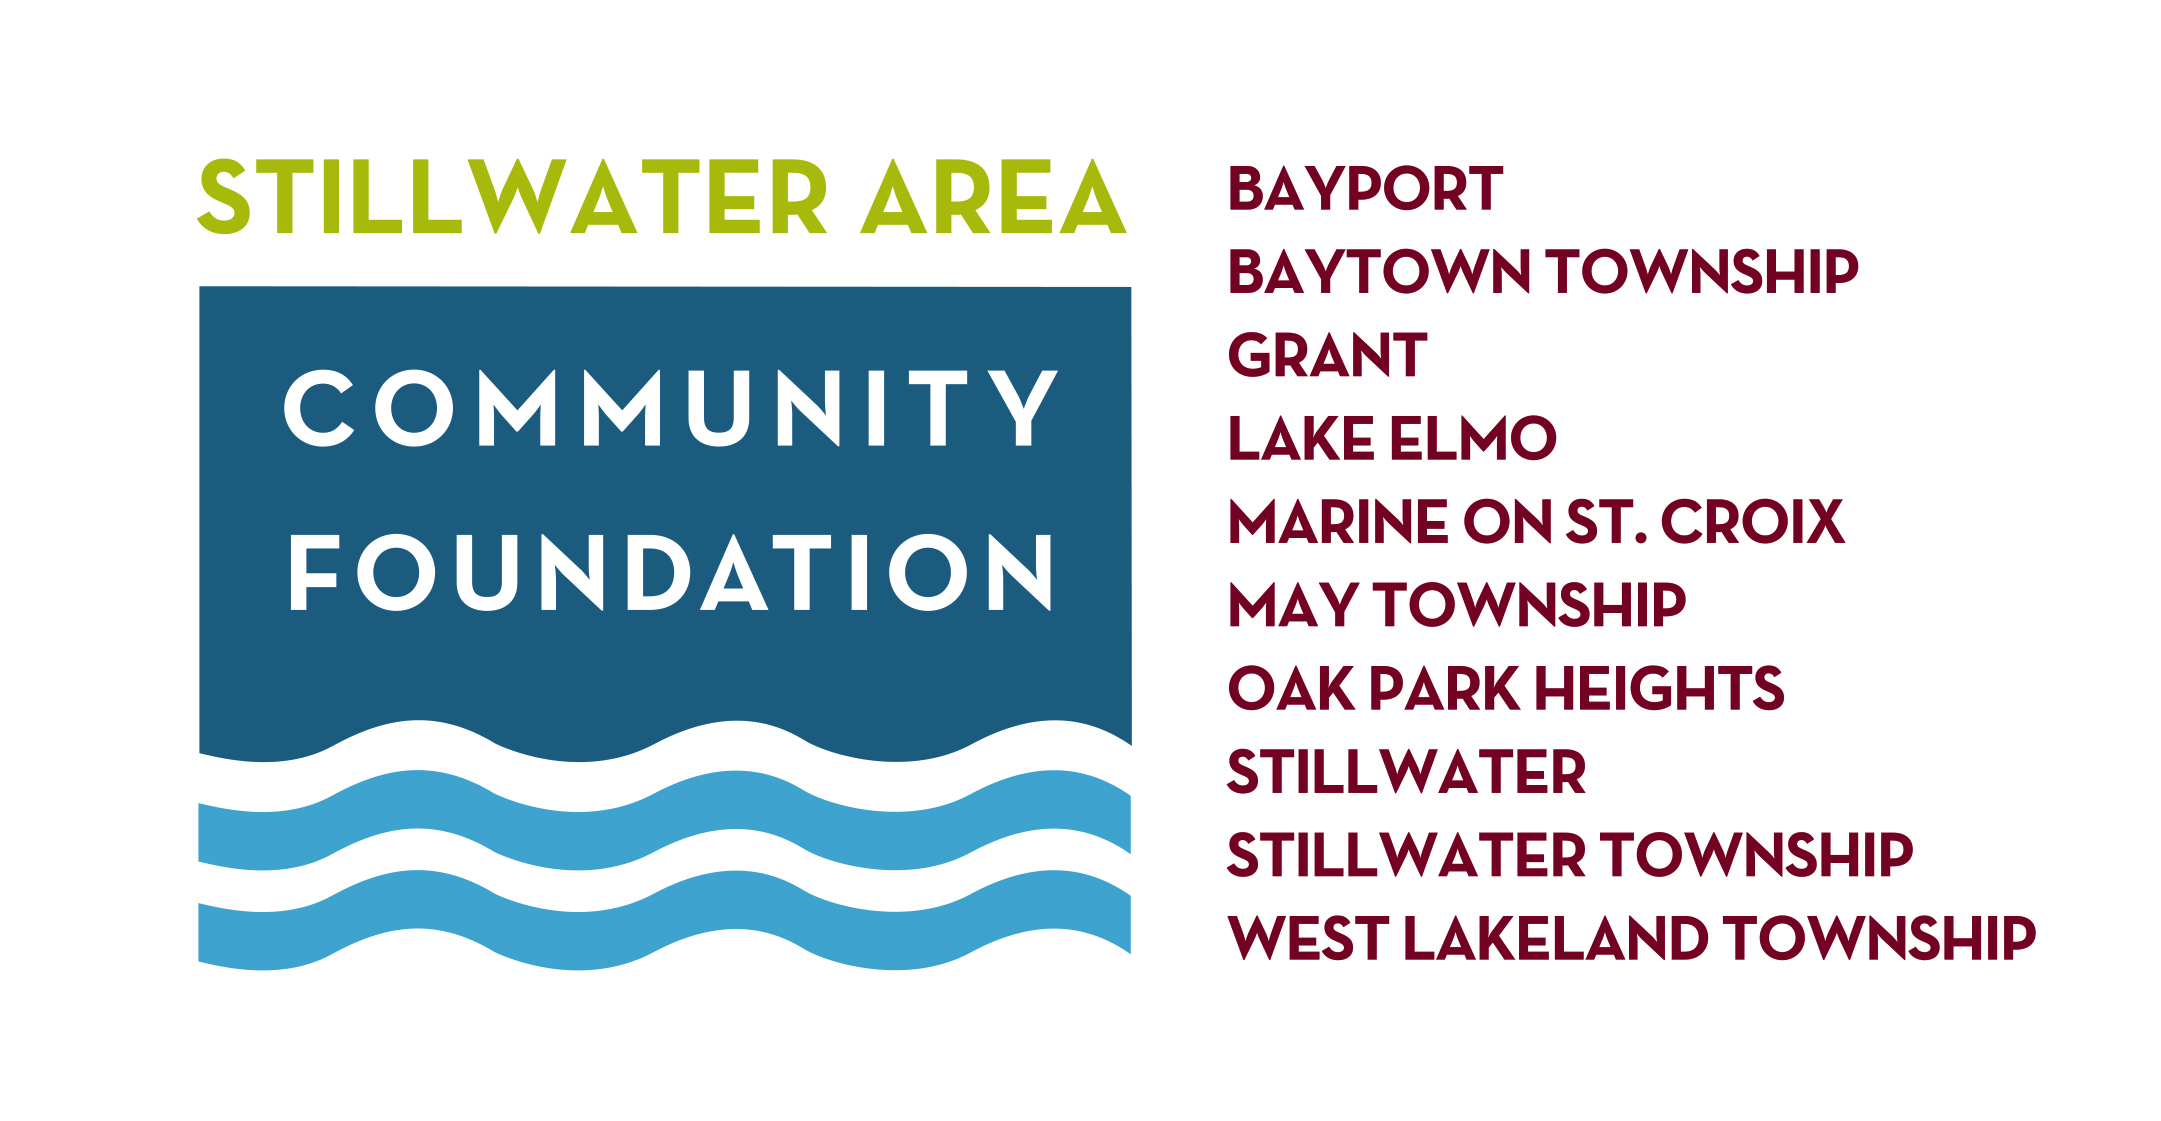 STILLWATER AREA
COMMUNITY
FOUNDATION
BAYPORT
BAYTOWN TOWNSHIP
GRANT
LAKE ELMO
MARINE ON ST. CROIX
MAY TOWNSHIP
OAK PARK HEIGHTS
STILLWATER
STILLWATER TOWNSHIP
WEST LAKELAND TOWNSHIP